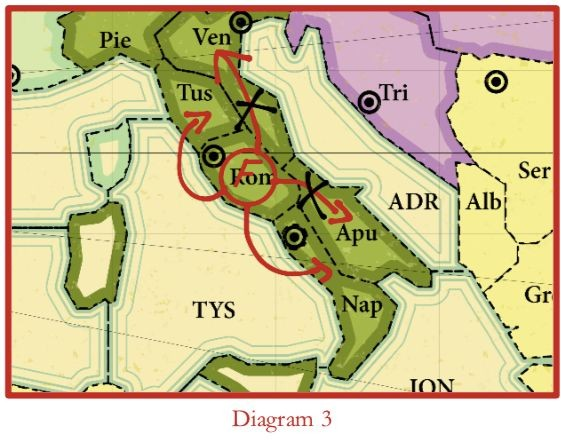 Pie
Ven
Tus
Tri
F
Rom
ADR
Alb
Ser
Apu
Gr
Nap
TYS
ION
Diagram 3